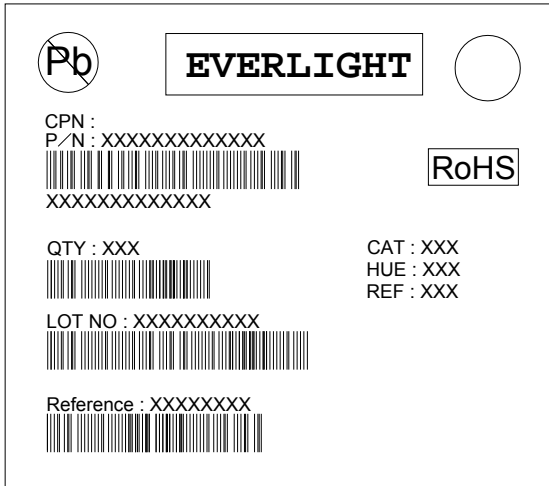 Pb
EVERLIGHT
CPN :
P／N : XXXXXXXXXXXXX
RoHS
XXXXXXXXXXXXX
QTY : XXX
CAT : XXX
HUE : XXX
REF : XXX
LOT NO : XXXXXXXXXX
Reference : XXXXXXXX